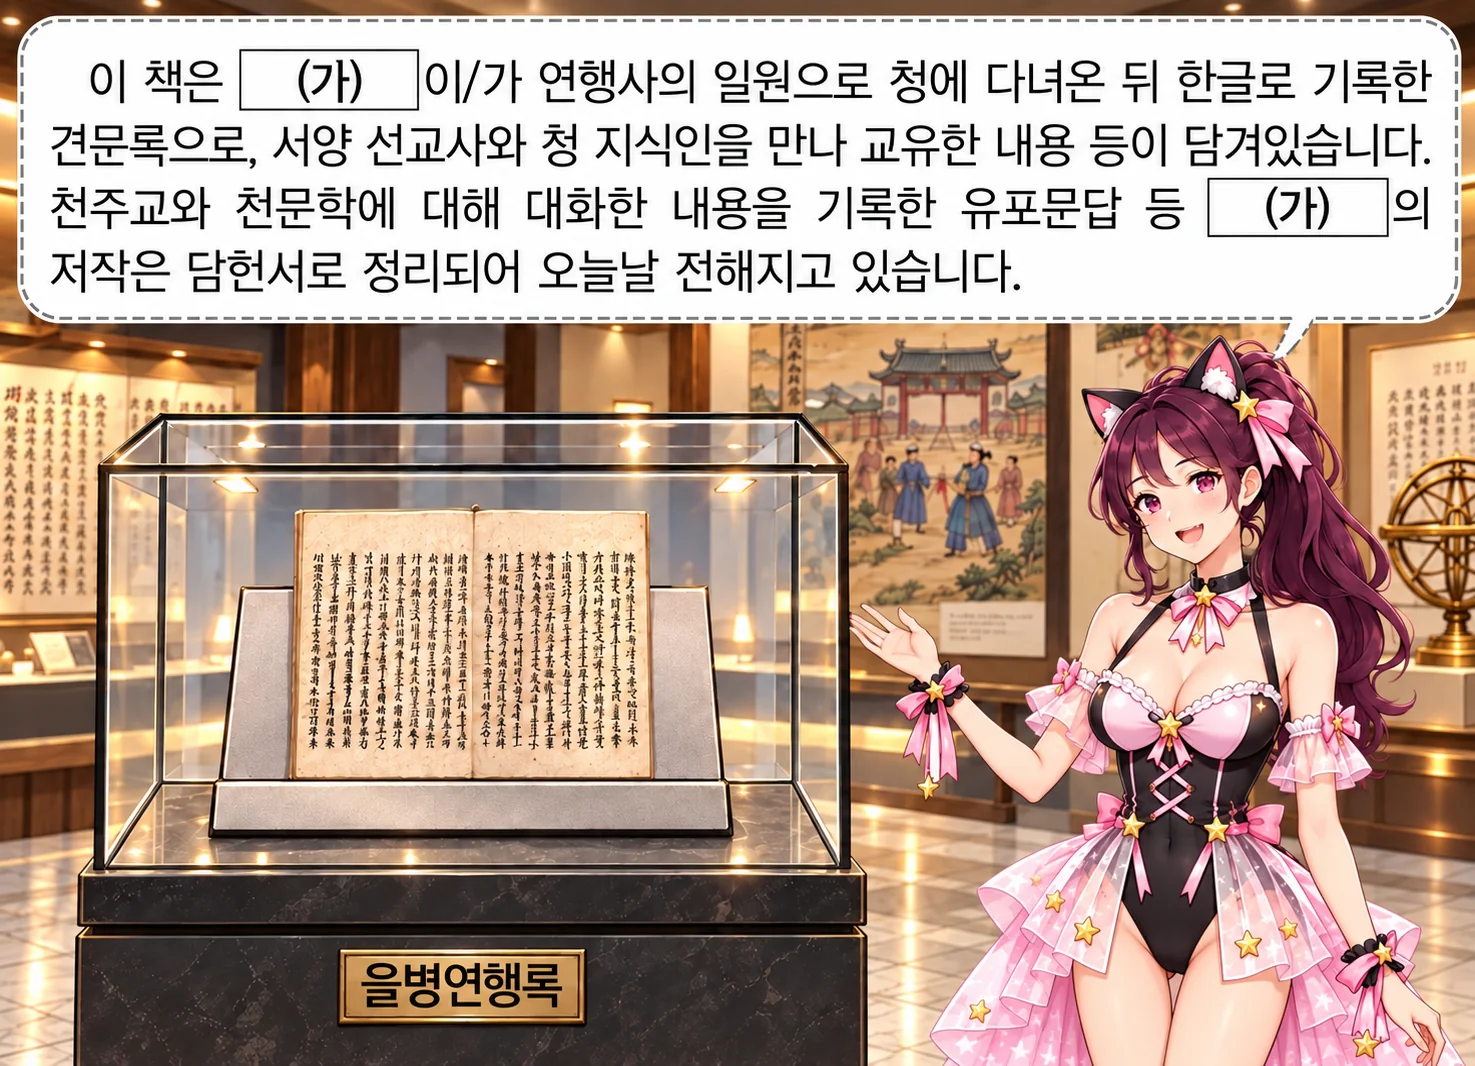 이 책은 (가) 이/가 연행사의 일원으로 청에 다녀온 뒤 한글로 기록한
견문록으로, 서양 선교사와 청 지식인을 만나 교유한 내용 등이 담겨있습니다.
천주교와 천문학에 대해 대화한 내용을 기록한 유포문답 등 (가) 의
저작은 담헌서로 정리되어 오늘날 전해지고 있습니다.
을병연행록